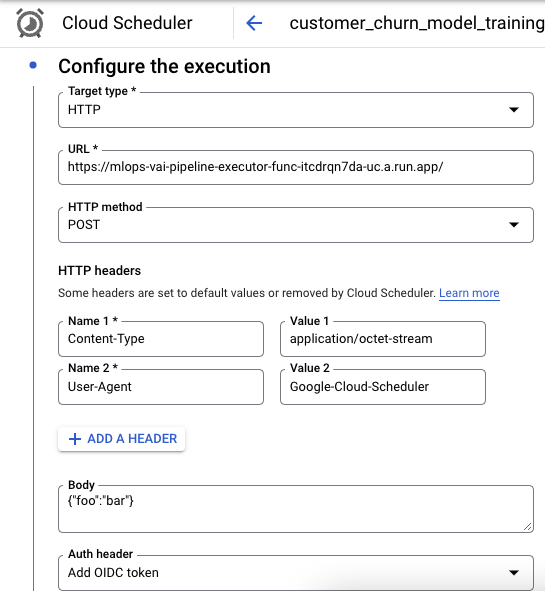 Cloud Scheduler
customer_churn_model_training
Configure the execution
Target type *
HTTP
URL *
https://mlops-vai-pipeline-executor-func-itcdrqn7da-uc.a.run.app/
HTTP method
POST
HTTP headers
Some headers are set to default values or removed by Cloud Scheduler. Learn more
Name 1 * Value 1
Content-Type application/octet-stream
Name 2 * Value 2
User-Agent Google-Cloud-Scheduler
ADD A HEADER
Body
{"foo":"bar"}
Auth header
Add OIDC token